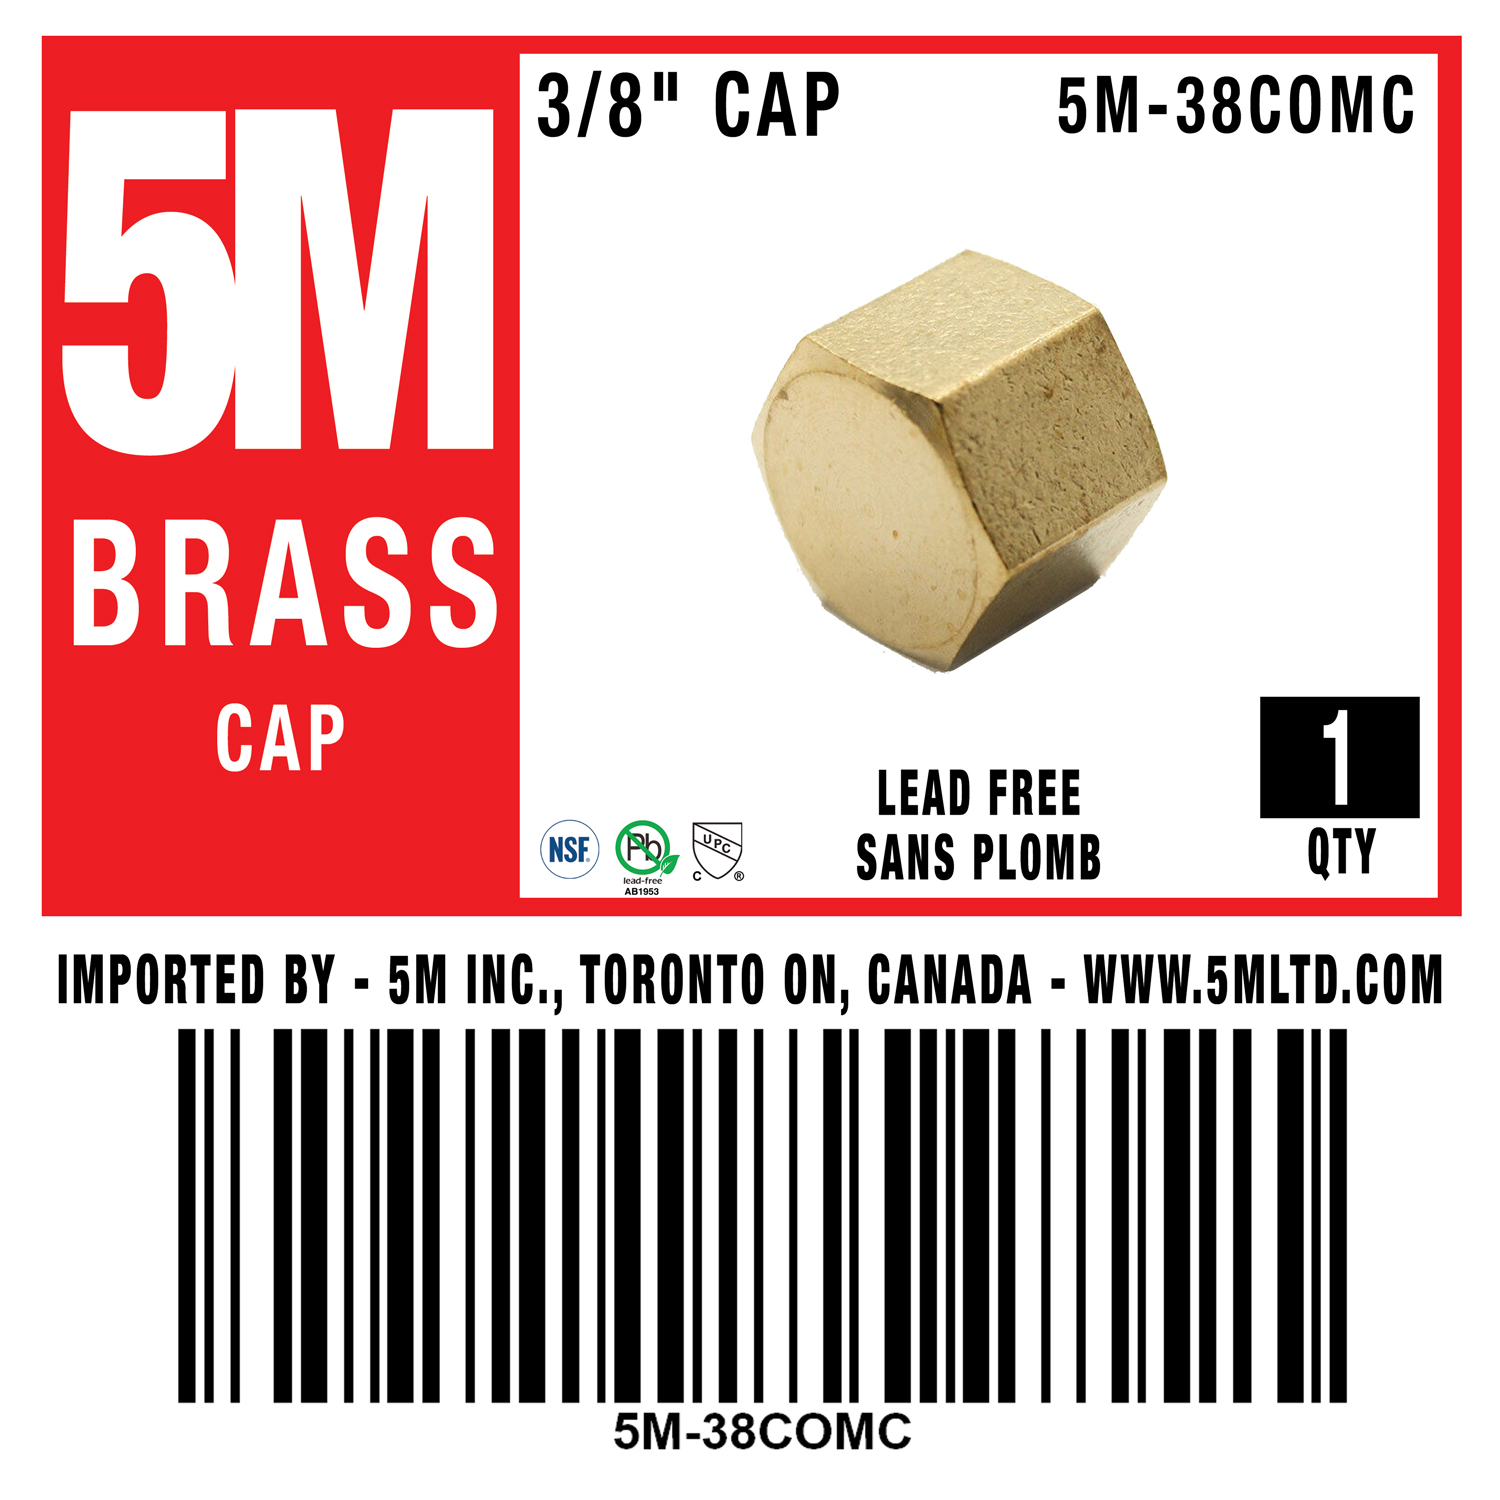 5M
BRASS
CAP
3/8" CAP
5M-38COMC
NSF®
Pb
lead-free
AB1953
UPC
C ®
LEAD FREE
SANS PLOMB
1
QTY
IMPORTED BY - 5M INC., TORONTO ON, CANADA - WWW.5MLTD.COM
5M-38COMC